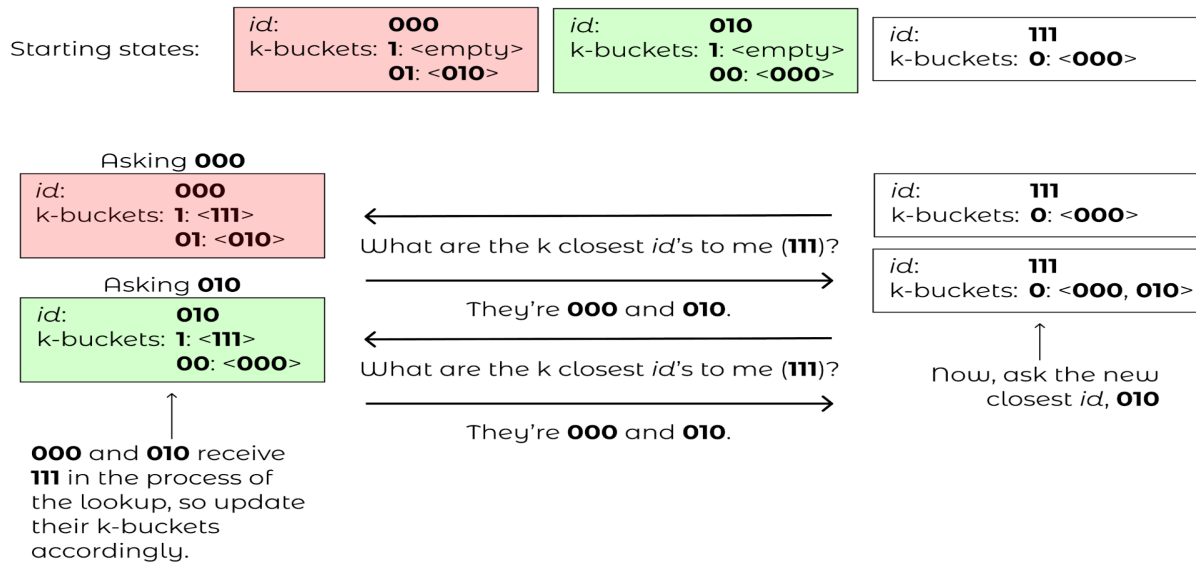 Starting states:
id: 000
k-buckets: 1: <empty>
01: <010>
id: 010
k-buckets: 1: <empty>
00: <000>
id: 111
k-buckets: 0: <000>
Asking 000
id: 000
k-buckets: 1: <111>
01: <010>
Asking 010
id: 010
k-buckets: 1: <111>
00: <000>
000 and 010 receive
111 in the process of
the lookup, so update
their k-buckets
accordingly.
What are the k closest id's to me (111)?
They're 000 and 010.
What are the k closest id's to me (111)?
They're 000 and 010.
id: 111
k-buckets: 0: <000>
id: 111
k-buckets: 0: <000, 010>
Now, ask the new
closest id, 010